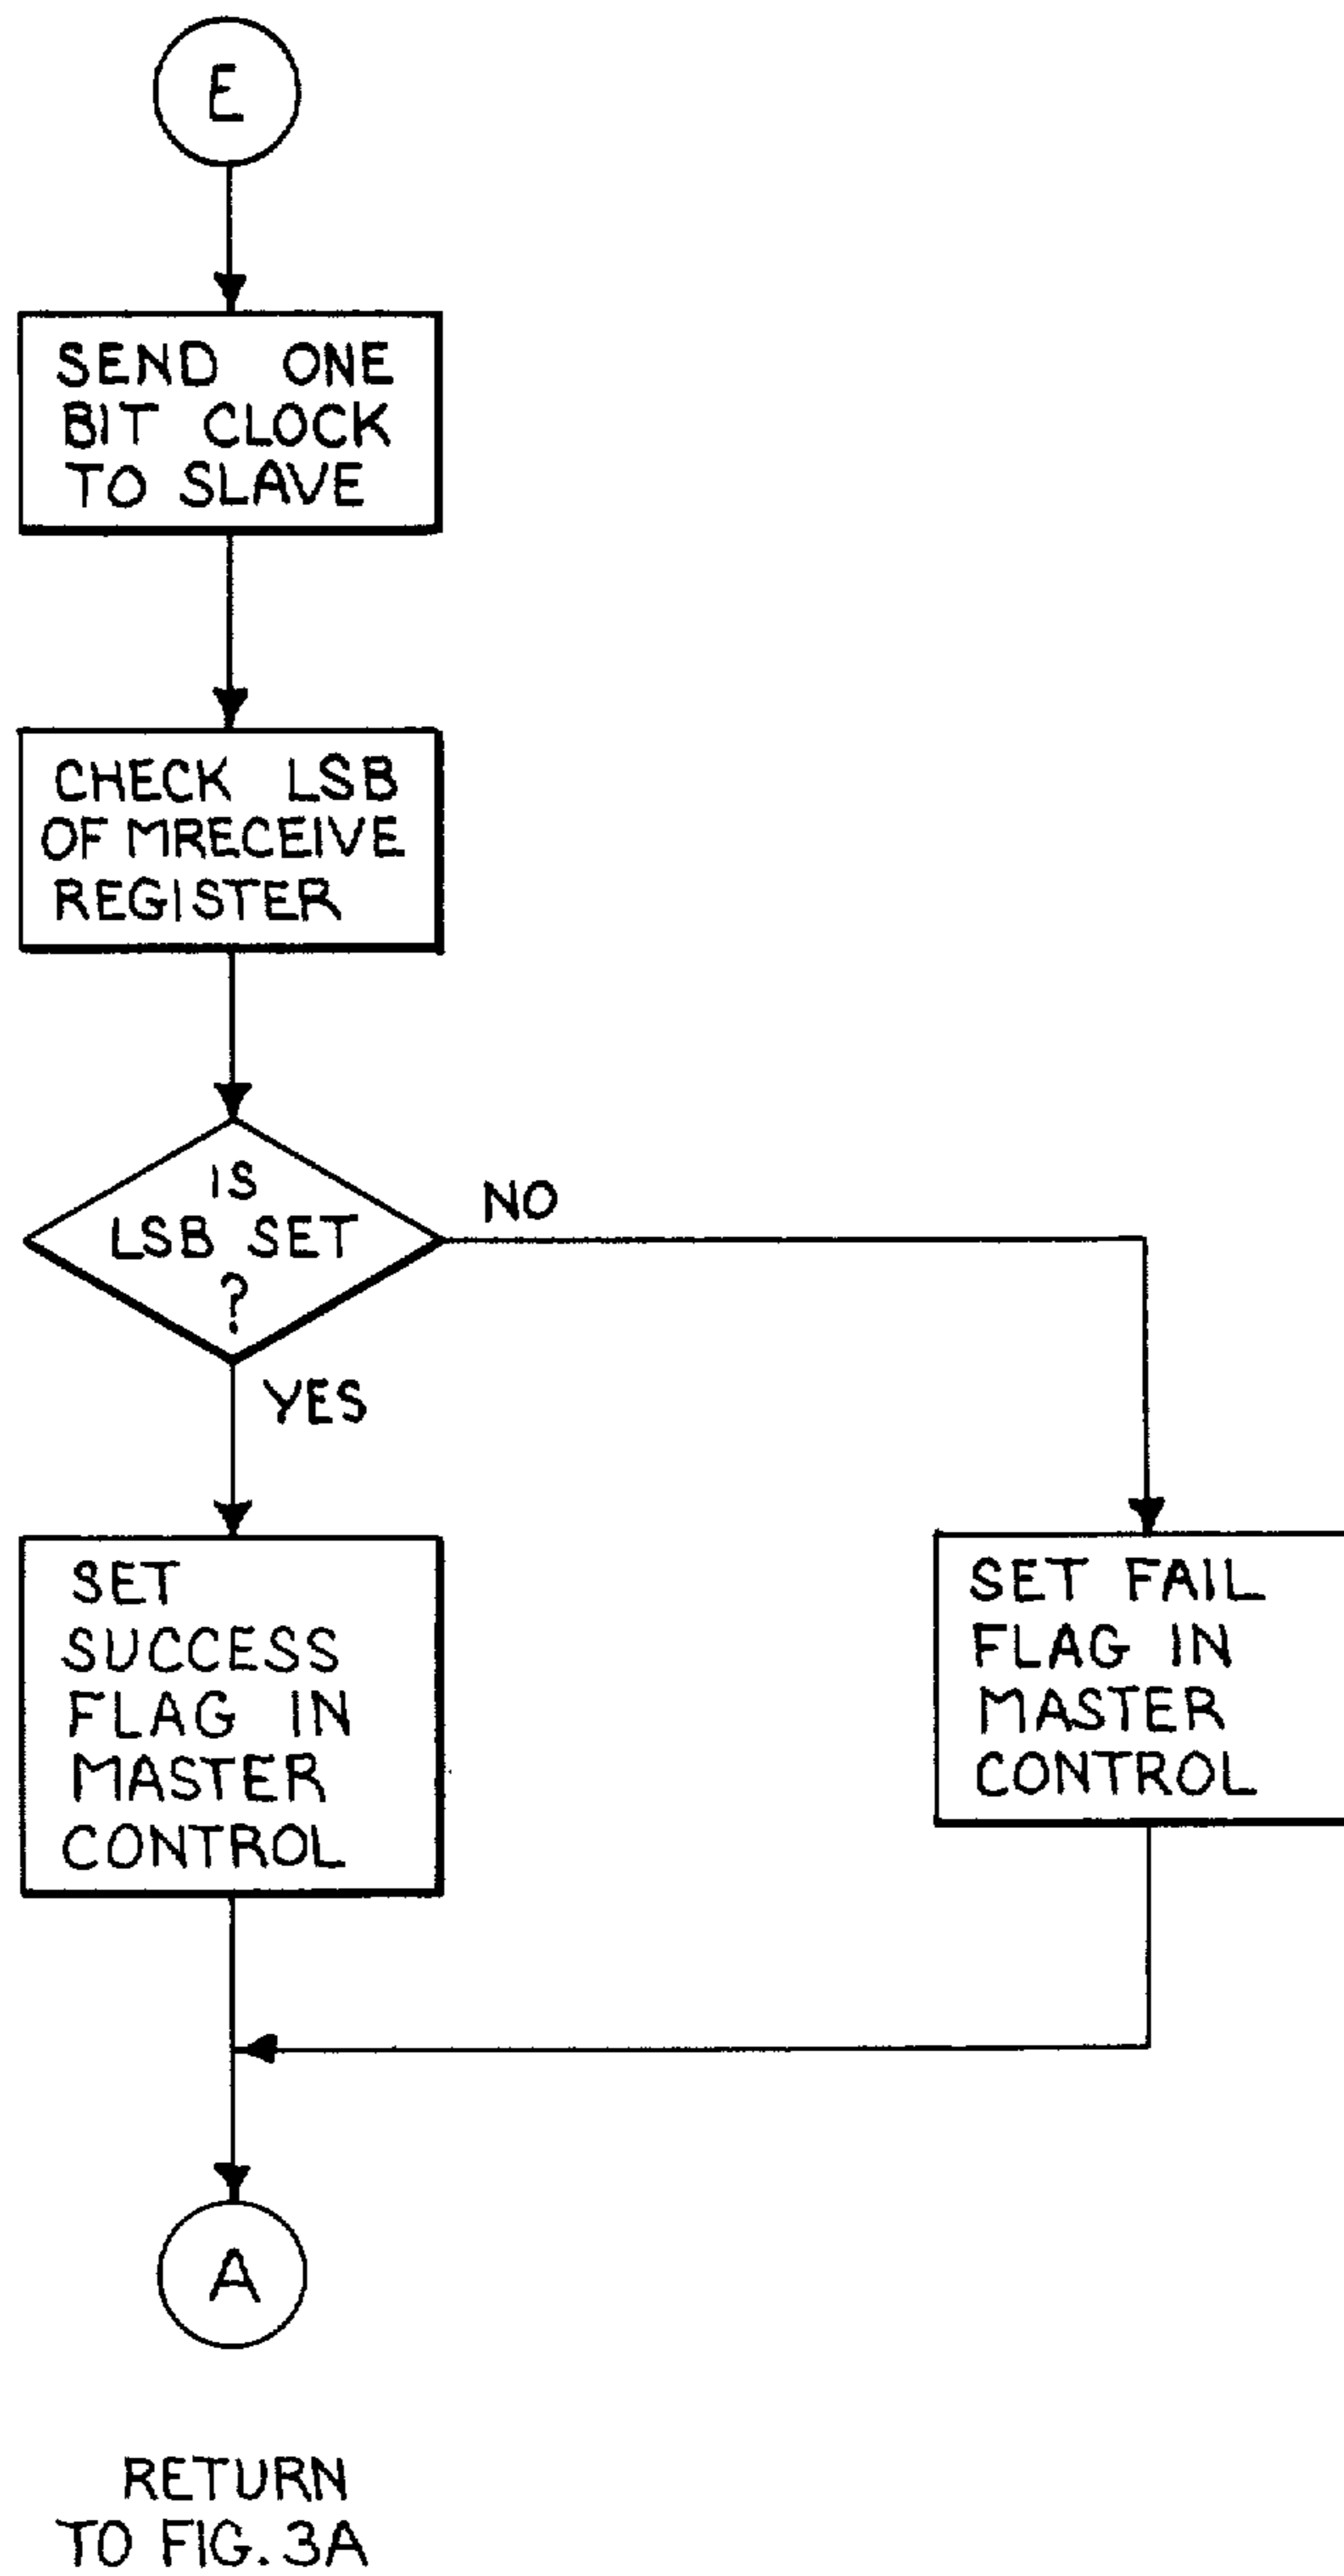 E
SEND ONE
BIT CLOCK
TO SLAVE
CHECK LSB
OF MRECEIVE
REGISTER
IS
LSB SET
?
NO
YES
SET
SUCCESS
FLAG IN
MASTER
CONTROL
SET FAIL
FLAG IN
MASTER
CONTROL
A
RETURN
TO FIG. 3A